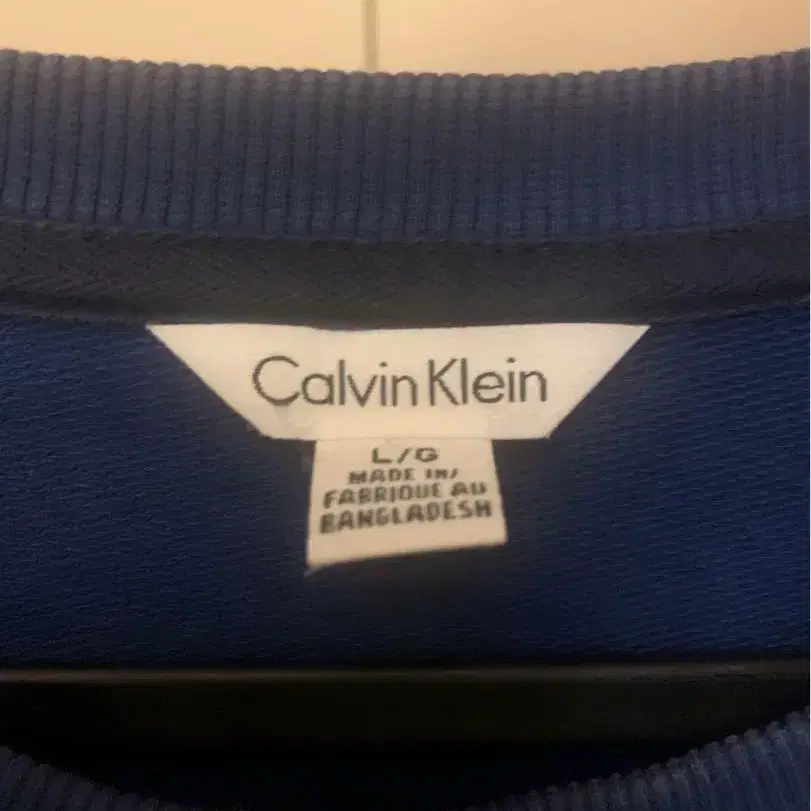 Calvin Klein
L/G
MADE IN/
FABRIQUE AU
BANGLADESH